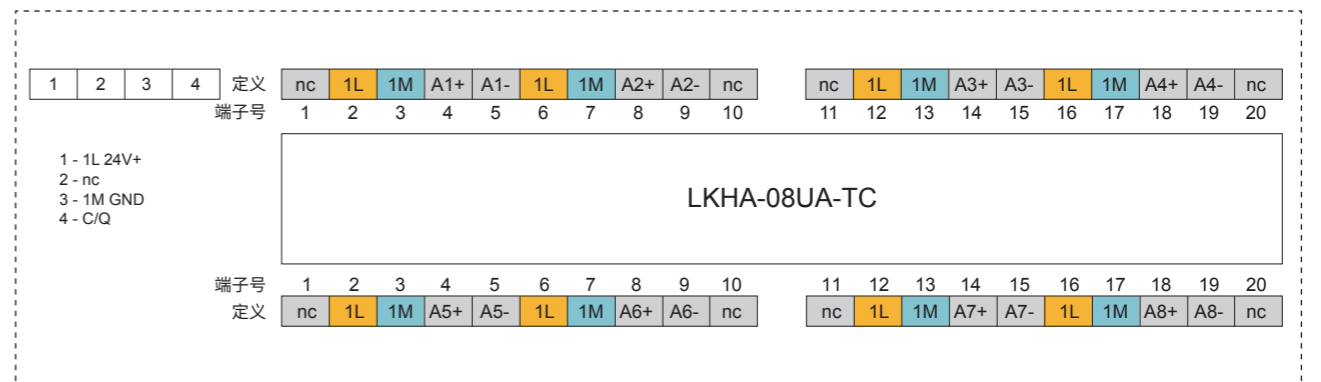 1 2 3 4 定义 nc 1L 1M A1+ A1- 1L 1M A2+ A2- nc nc 1L 1M A3+ A3- 1L 1M A4+ A4- nc
端子号 1 2 3 4 5 6 7 8 9 10 11 12 13 14 15 16 17 18 19 20
1 - 1L 24V+
2 - nc
3 - 1M GND
4 - C/Q
LKHA-08UA-TC
端子号 1 2 3 4 5 6 7 8 9 10 11 12 13 14 15 16 17 18 19 20
定义 nc 1L 1M A5+ A5- 1L 1M A6+ A6- nc nc 1L 1M A7+ A7- 1L 1M A8+ A8- nc